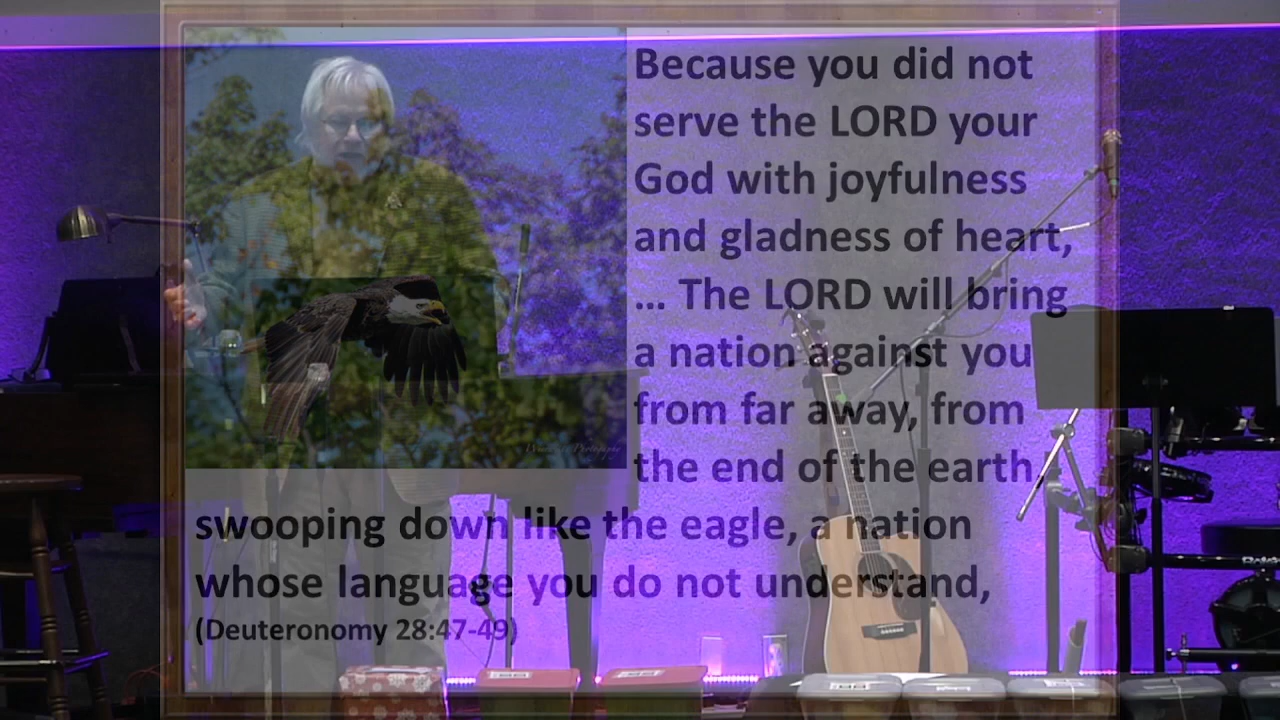 Because you did not
serve the LORD your
God with joyfulness
and gladness of heart,
… The LORD will bring
a nation against you
from far away, from
the end of the earth,
swooping down like the eagle, a nation
whose language you do not understand,
(Deuteronomy 28:47-49)
Photography